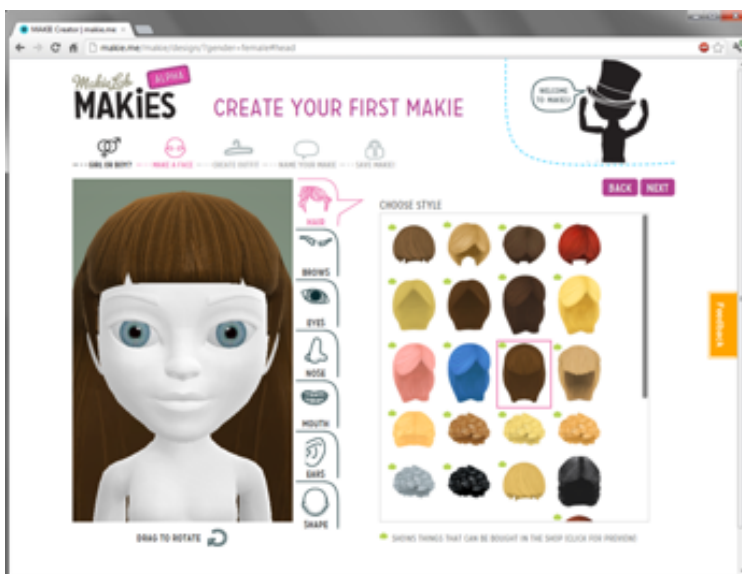 MAKIE Creator | makie.me
makie.me/makie/design/?gender=female#head
MakieLab
ALPHA
MAKIES
CREATE YOUR FIRST MAKIE
WELCOME
TO MAKIES!
GIRL OR BOY?
MAKE A FACE
CREATE OUTFIT
NAME YOUR MAKIE
SAVE MAKIE!
BACK
NEXT
HAIR
CHOOSE STYLE
BROWS
EYES
NOSE
MOUTH
EARS
SHAPE
Feedback
DRAG TO ROTATE
SHOWS THINGS THAT CAN BE BOUGHT IN THE SHOP (CLICK FOR PREVIEW)